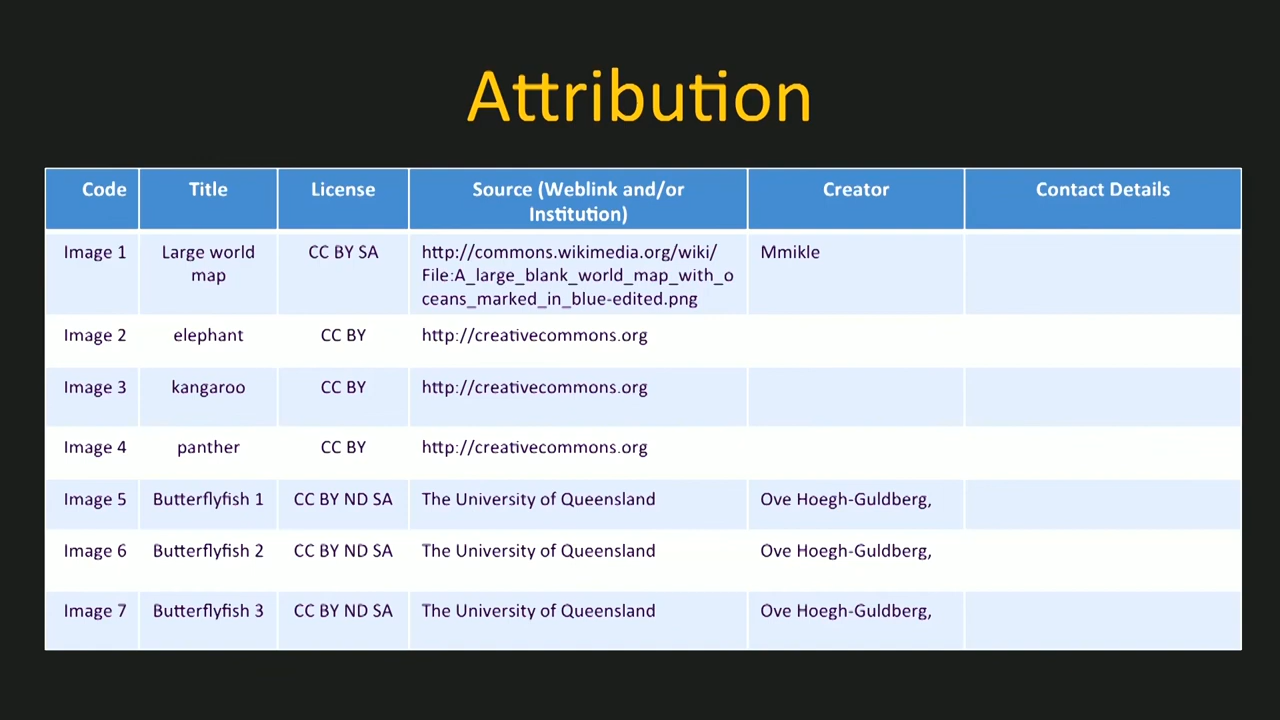 Attribution
Code Title License Source (Weblink and/or Institution) Creator Contact Details
Image 1 Large world map CC BY SA http://commons.wikimedia.org/wiki/File:A_large_blank_world_map_with_oceans_marked_in_blue-edited.png Mmikle
Image 2 elephant CC BY http://creativecommons.org
Image 3 kangaroo CC BY http://creativecommons.org
Image 4 panther CC BY http://creativecommons.org
Image 5 Butterflyfish 1 CC BY ND SA The University of Queensland Ove Hoegh-Guldberg,
Image 6 Butterflyfish 2 CC BY ND SA The University of Queensland Ove Hoegh-Guldberg,
Image 7 Butterflyfish 3 CC BY ND SA The University of Queensland Ove Hoegh-Guldberg,